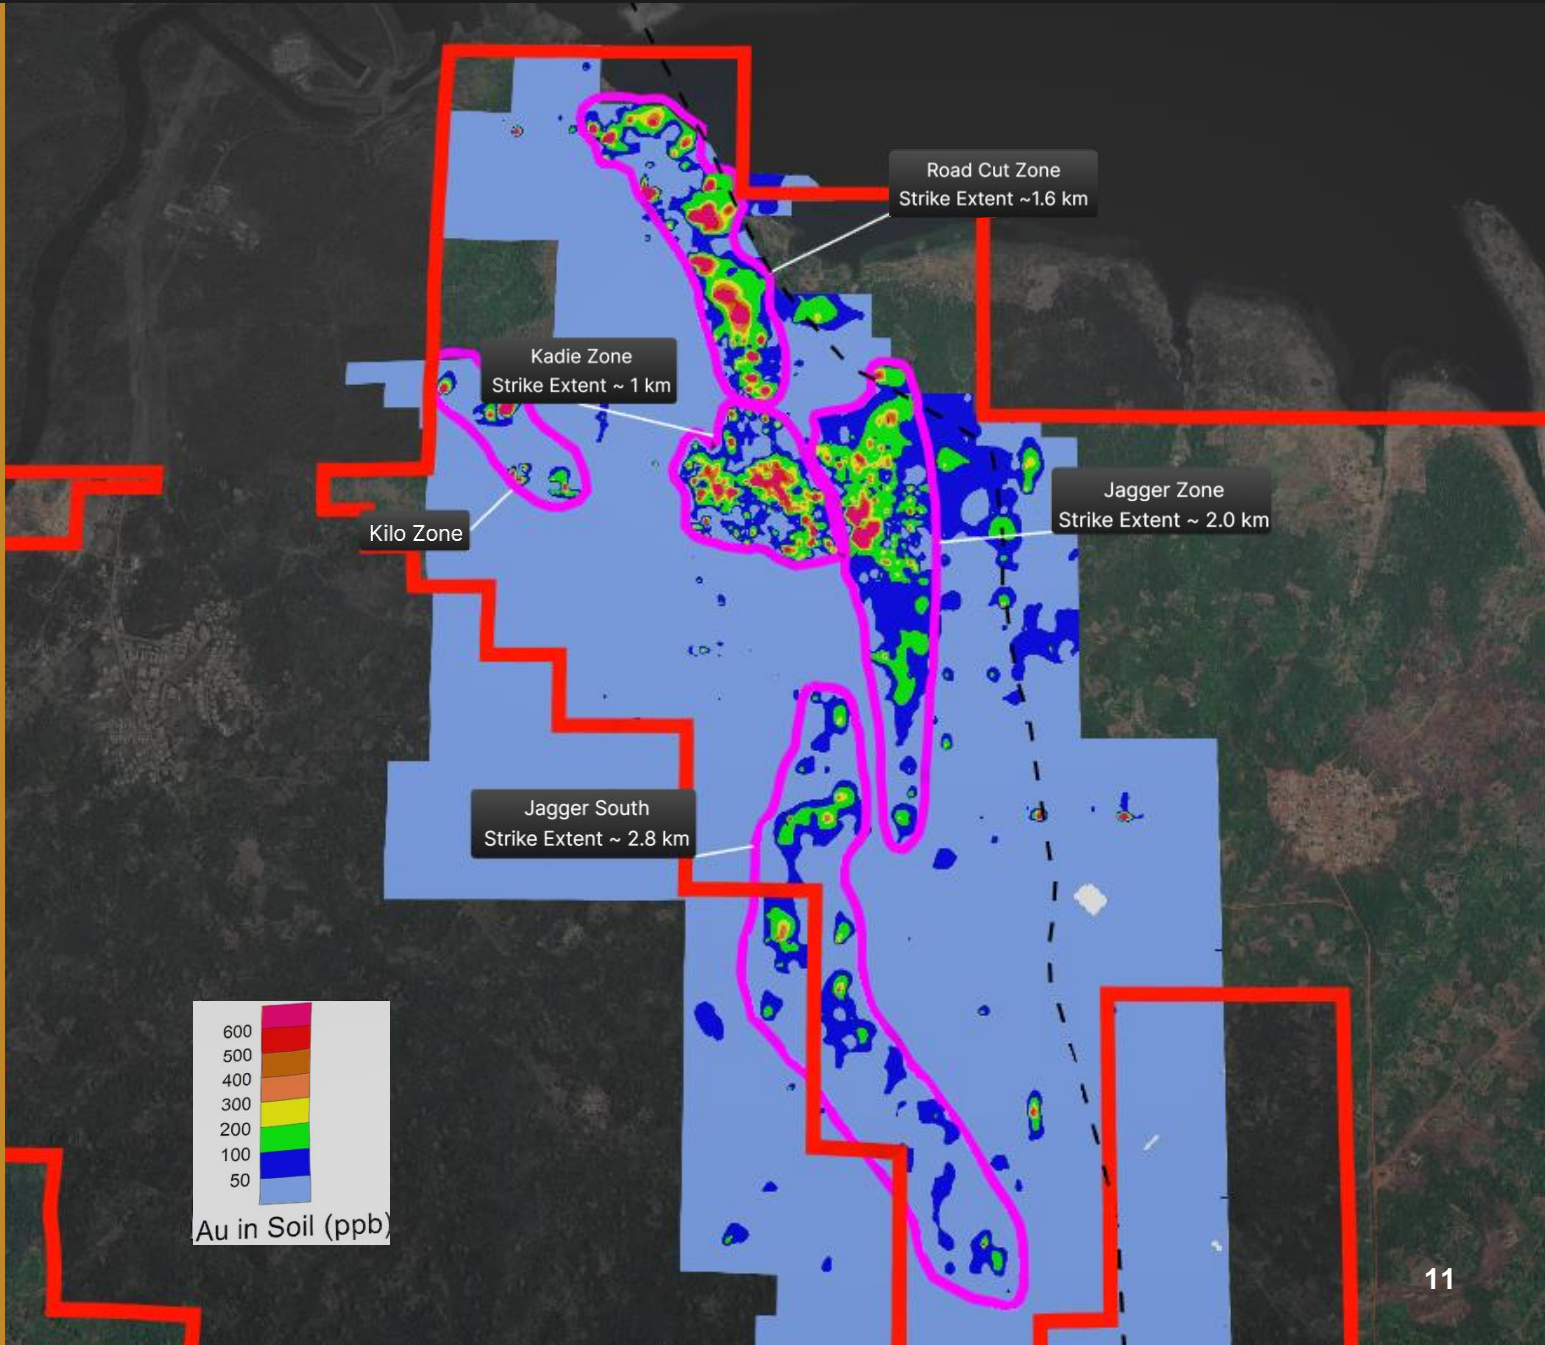 Road Cut Zone
Strike Extent ~1.6 km
Kadie Zone
Strike Extent ~ 1 km
Jagger Zone
Strike Extent ~ 2.0 km
Kilo Zone
Jagger South
Strike Extent ~ 2.8 km
600
500
400
300
200
100
50
Au in Soil (ppb)
11